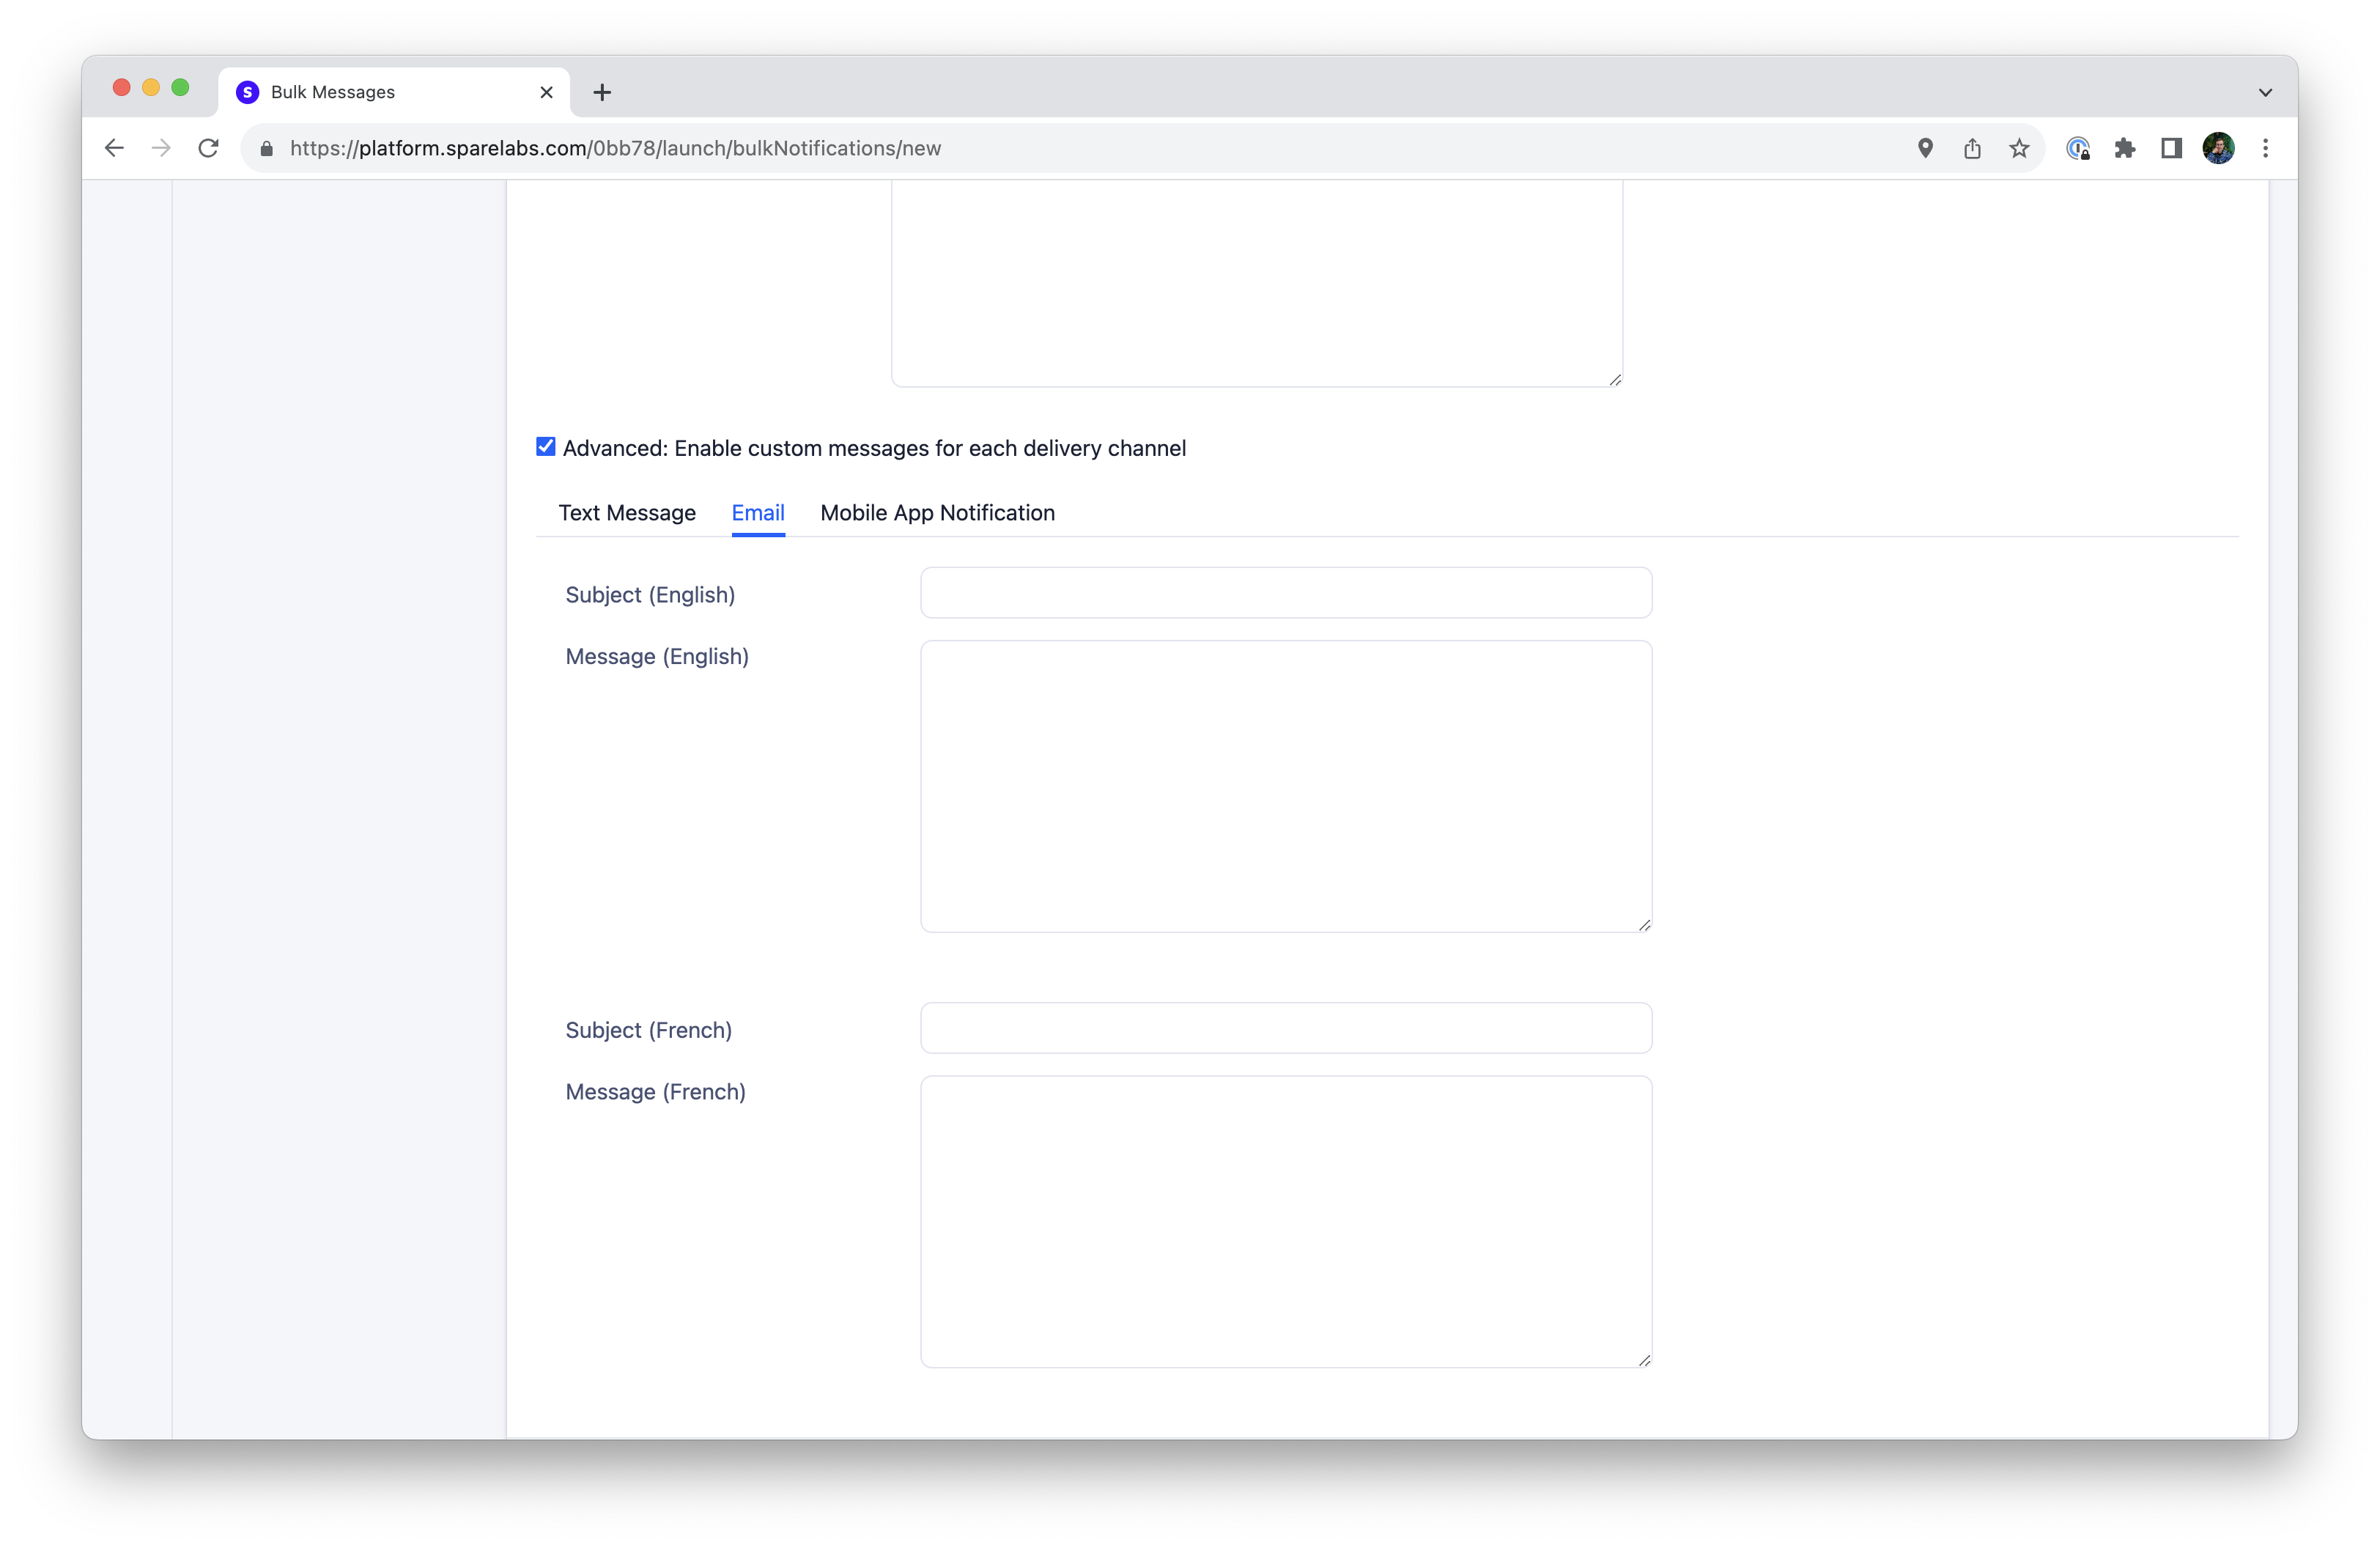 S Bulk Messages
https://platform.sparelabs.com/0bb78/launch/bulkNotifications/new
Advanced: Enable custom messages for each delivery channel
Text Message Email Mobile App Notification
Subject (English)
Message (English)
Subject (French)
Message (French)